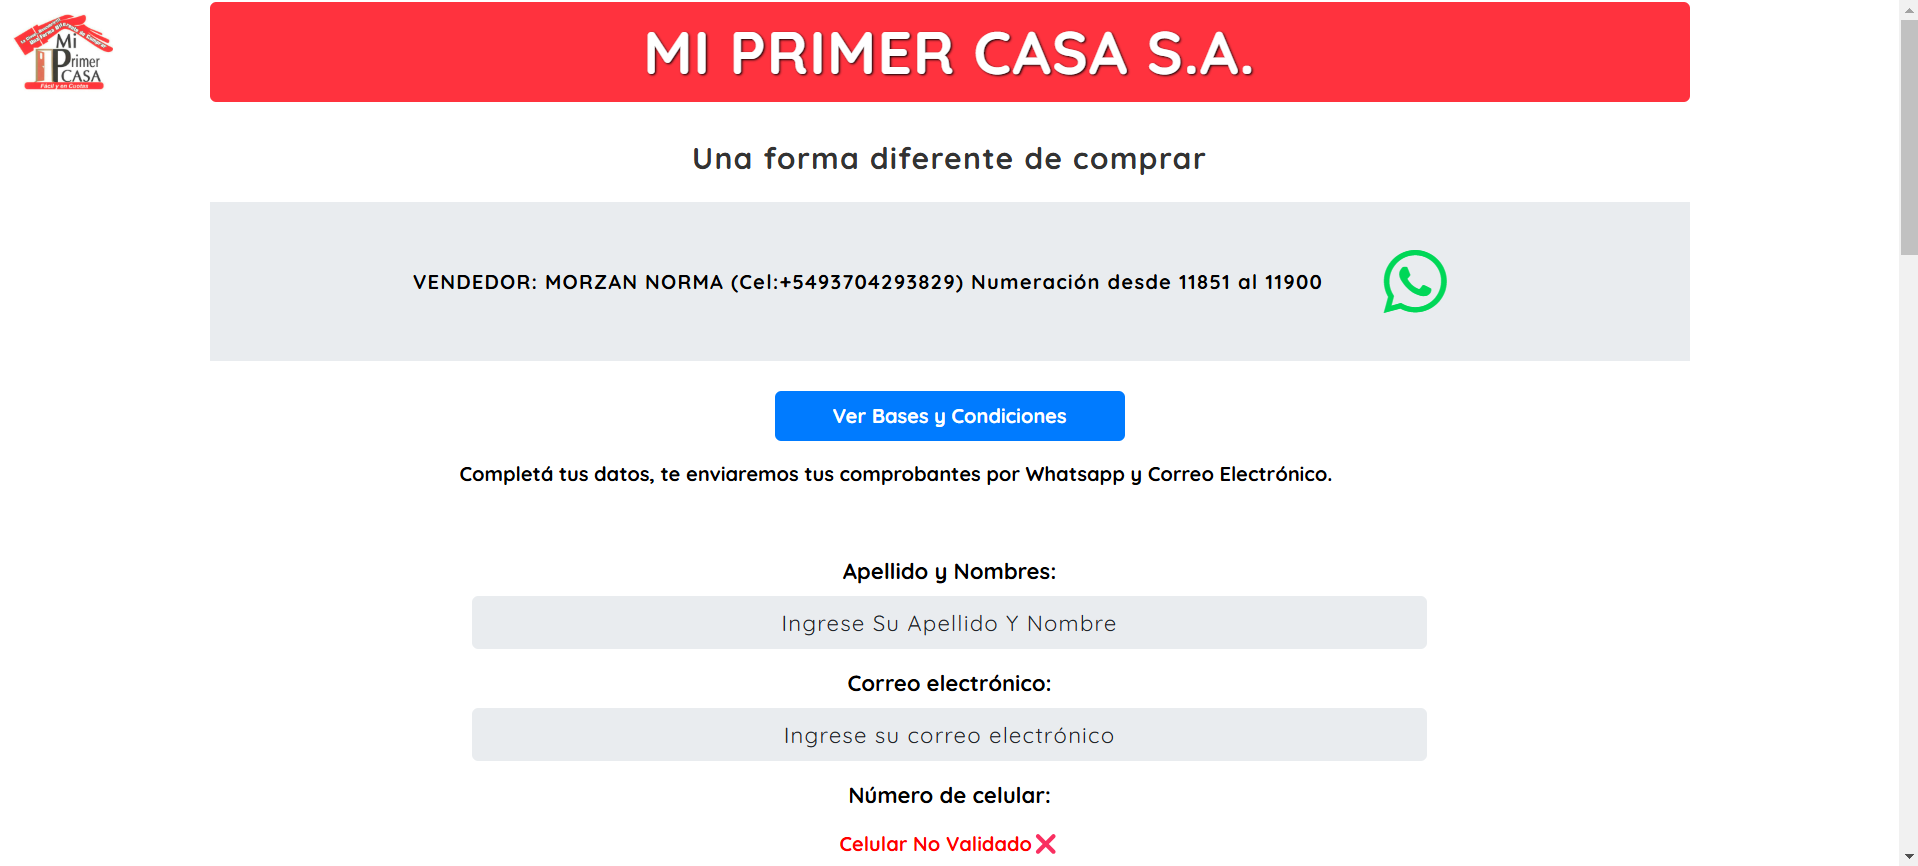 Mi
Primer
CASA
Fácil y en Cuotas
MI PRIMER CASA S.A.
Una forma diferente de comprar
VENDEDOR: MORZAN NORMA (Cel:+5493704293829) Numeración desde 11851 al 11900
Ver Bases y Condiciones
Completá tus datos, te enviaremos tus comprobantes por Whatsapp y Correo Electrónico.
Apellido y Nombres:
Ingrese Su Apellido Y Nombre
Correo electrónico:
Ingrese su correo electrónico
Número de celular:
Celular No Validado